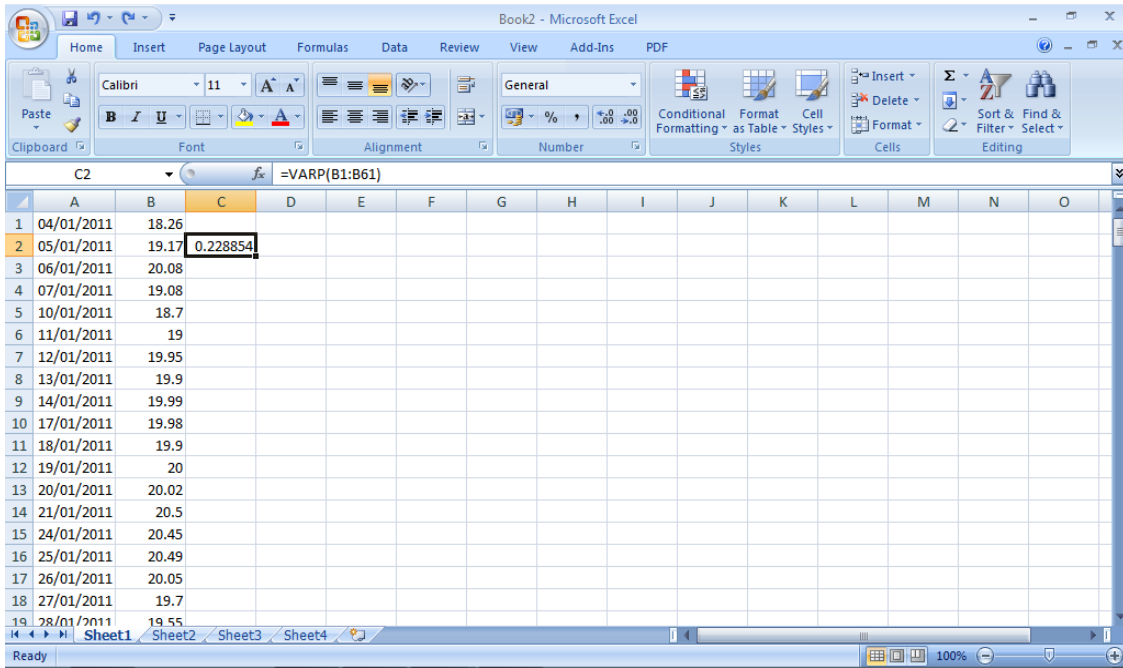 Book2 - Microsoft Excel
Home Insert Page Layout Formulas Data Review View Add-Ins PDF
Paste
Clipboard
Calibri 11 A A
B I U A
Font
Alignment
General
% , .00 .00
Number
Conditional Formatting
Format as Table
Cell Styles
Styles
Insert
Delete
Format
Cells
Σ
Sort & Filter
Find & Select
Editing
C2 fx =VARP(B1:B61)
A B C D E F G H I J K L M N O
1 04/01/2011 18.26
2 05/01/2011 19.17 0.228854
3 06/01/2011 20.08
4 07/01/2011 19.08
5 10/01/2011 18.7
6 11/01/2011 19
7 12/01/2011 19.95
8 13/01/2011 19.9
9 14/01/2011 19.99
10 17/01/2011 19.98
11 18/01/2011 19.9
12 19/01/2011 20
13 20/01/2011 20.02
14 21/01/2011 20.5
15 24/01/2011 20.45
16 25/01/2011 20.49
17 26/01/2011 20.05
18 27/01/2011 19.7
19 28/01/2011 19.55
Sheet1 Sheet2 Sheet3 Sheet4
Ready 100%